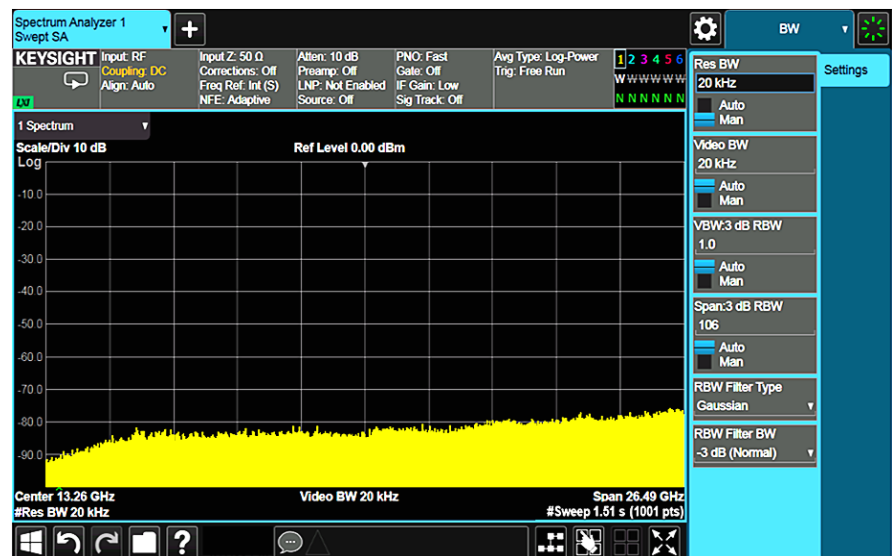 Spectrum Analyzer 1
Swept SA
+
BW
KEYSIGHT
LXI
Input: RF
Coupling: DC
Align: Auto
Input Z: 50 Ω
Corrections: Off
Freq Ref: Int (S)
NFE: Adaptive
Atten: 10 dB
Preamp: Off
LNP: Not Enabled
Source: Off
PNO: Fast
Gate: Off
IF Gain: Low
Sig Track: Off
Avg Type: Log-Power
Trig: Free Run
1 2 3 4 5 6
W W W W W W
N N N N N N
1 Spectrum
Scale/Div 10 dB
Ref Level 0.00 dBm
Log
-10.0
-20.0
-30.0
-40.0
-50.0
-60.0
-70.0
-80.0
-90.0
Center 13.26 GHz
#Res BW 20 kHz
Video BW 20 kHz
Span 26.49 GHz
#Sweep 1.51 s (1001 pts)
Res BW
20 kHz
Auto
Man
Video BW
20 kHz
Auto
Man
VBW:3 dB RBW
1.0
Auto
Man
Span:3 dB RBW
106
Auto
Man
RBW Filter Type
Gaussian
RBW Filter BW
-3 dB (Normal)
Settings
?